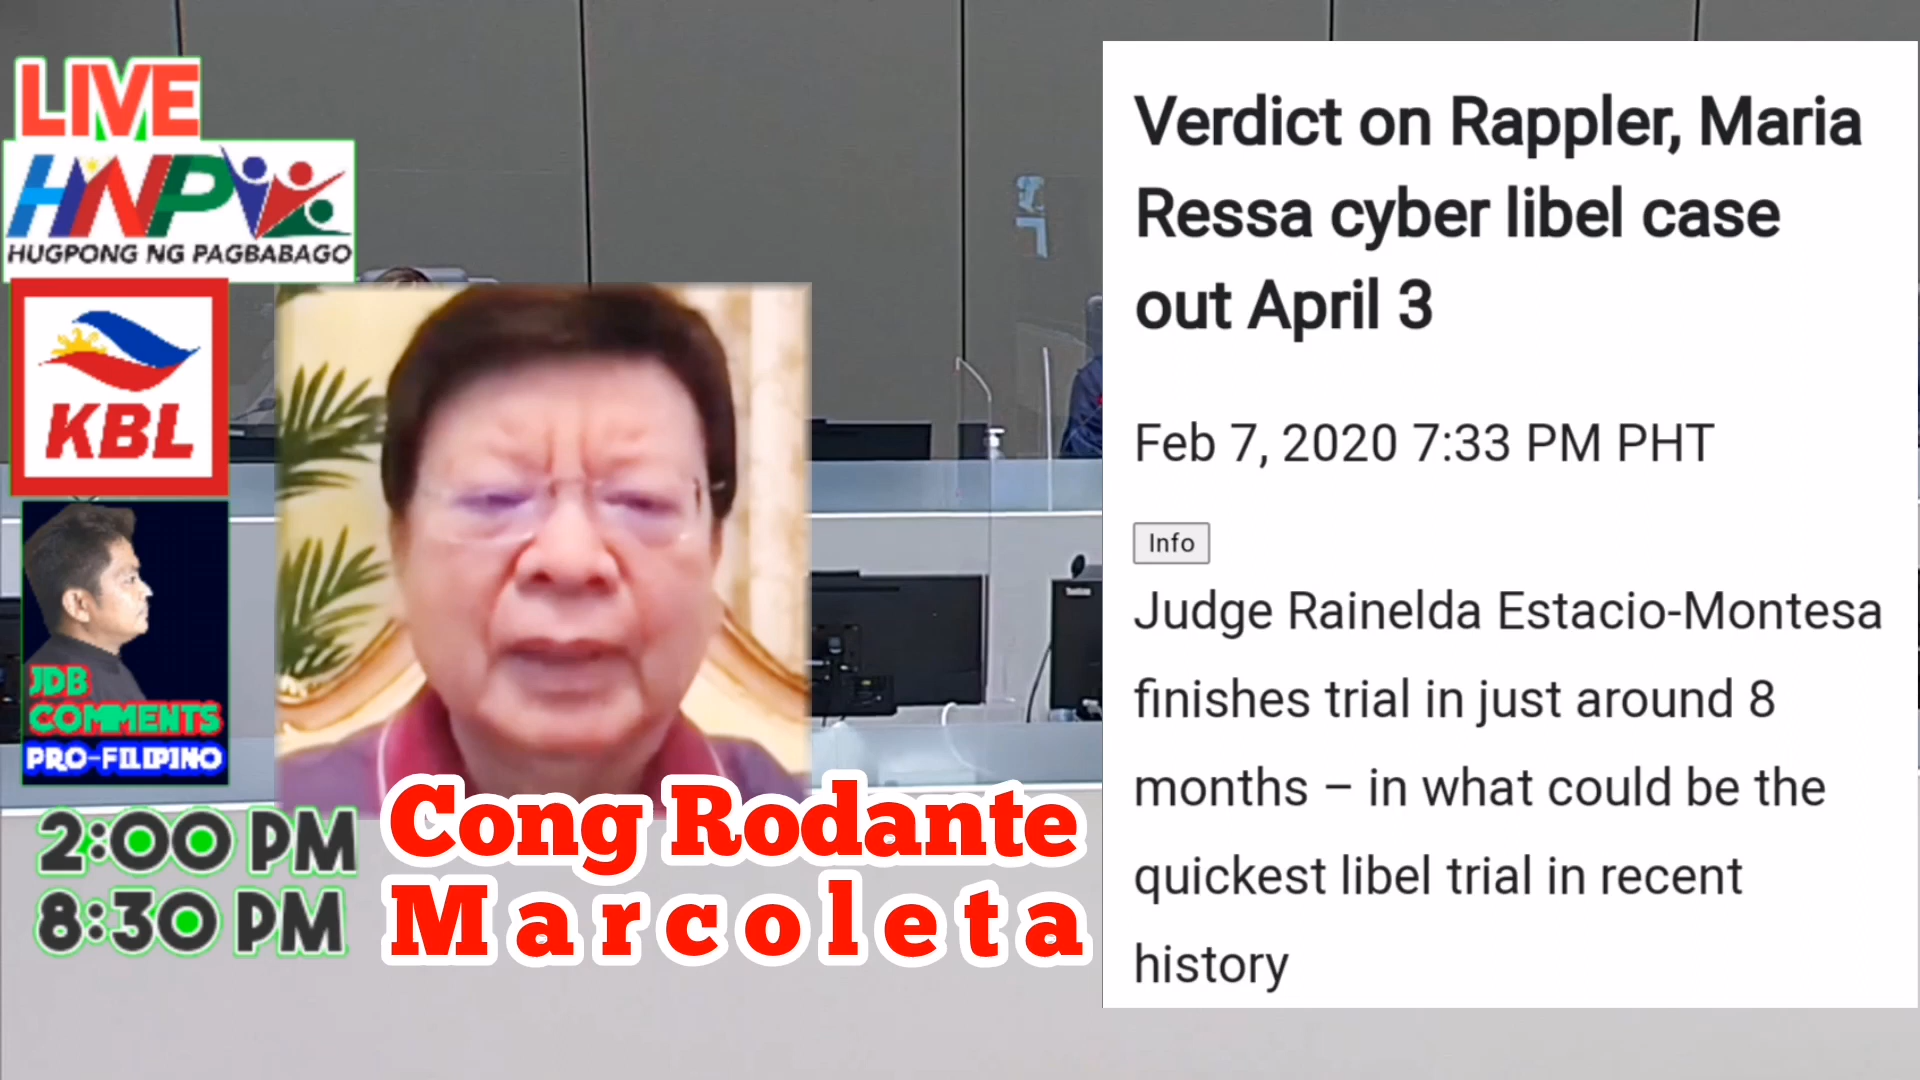 LIVE
HNP
HUGPONG NG PAGBABAGO
KBL
JDB
COMMENTS
PRO-FILIPINO
2:00 PM
8:30 PM
Cong Rodante
Marcoleta
Verdict on Rappler, Maria
Ressa cyber libel case
out April 3
Feb 7, 2020 7:33 PM PHT
Info
Judge Rainelda Estacio-Montesa
finishes trial in just around 8
months – in what could be the
quickest libel trial in recent
history